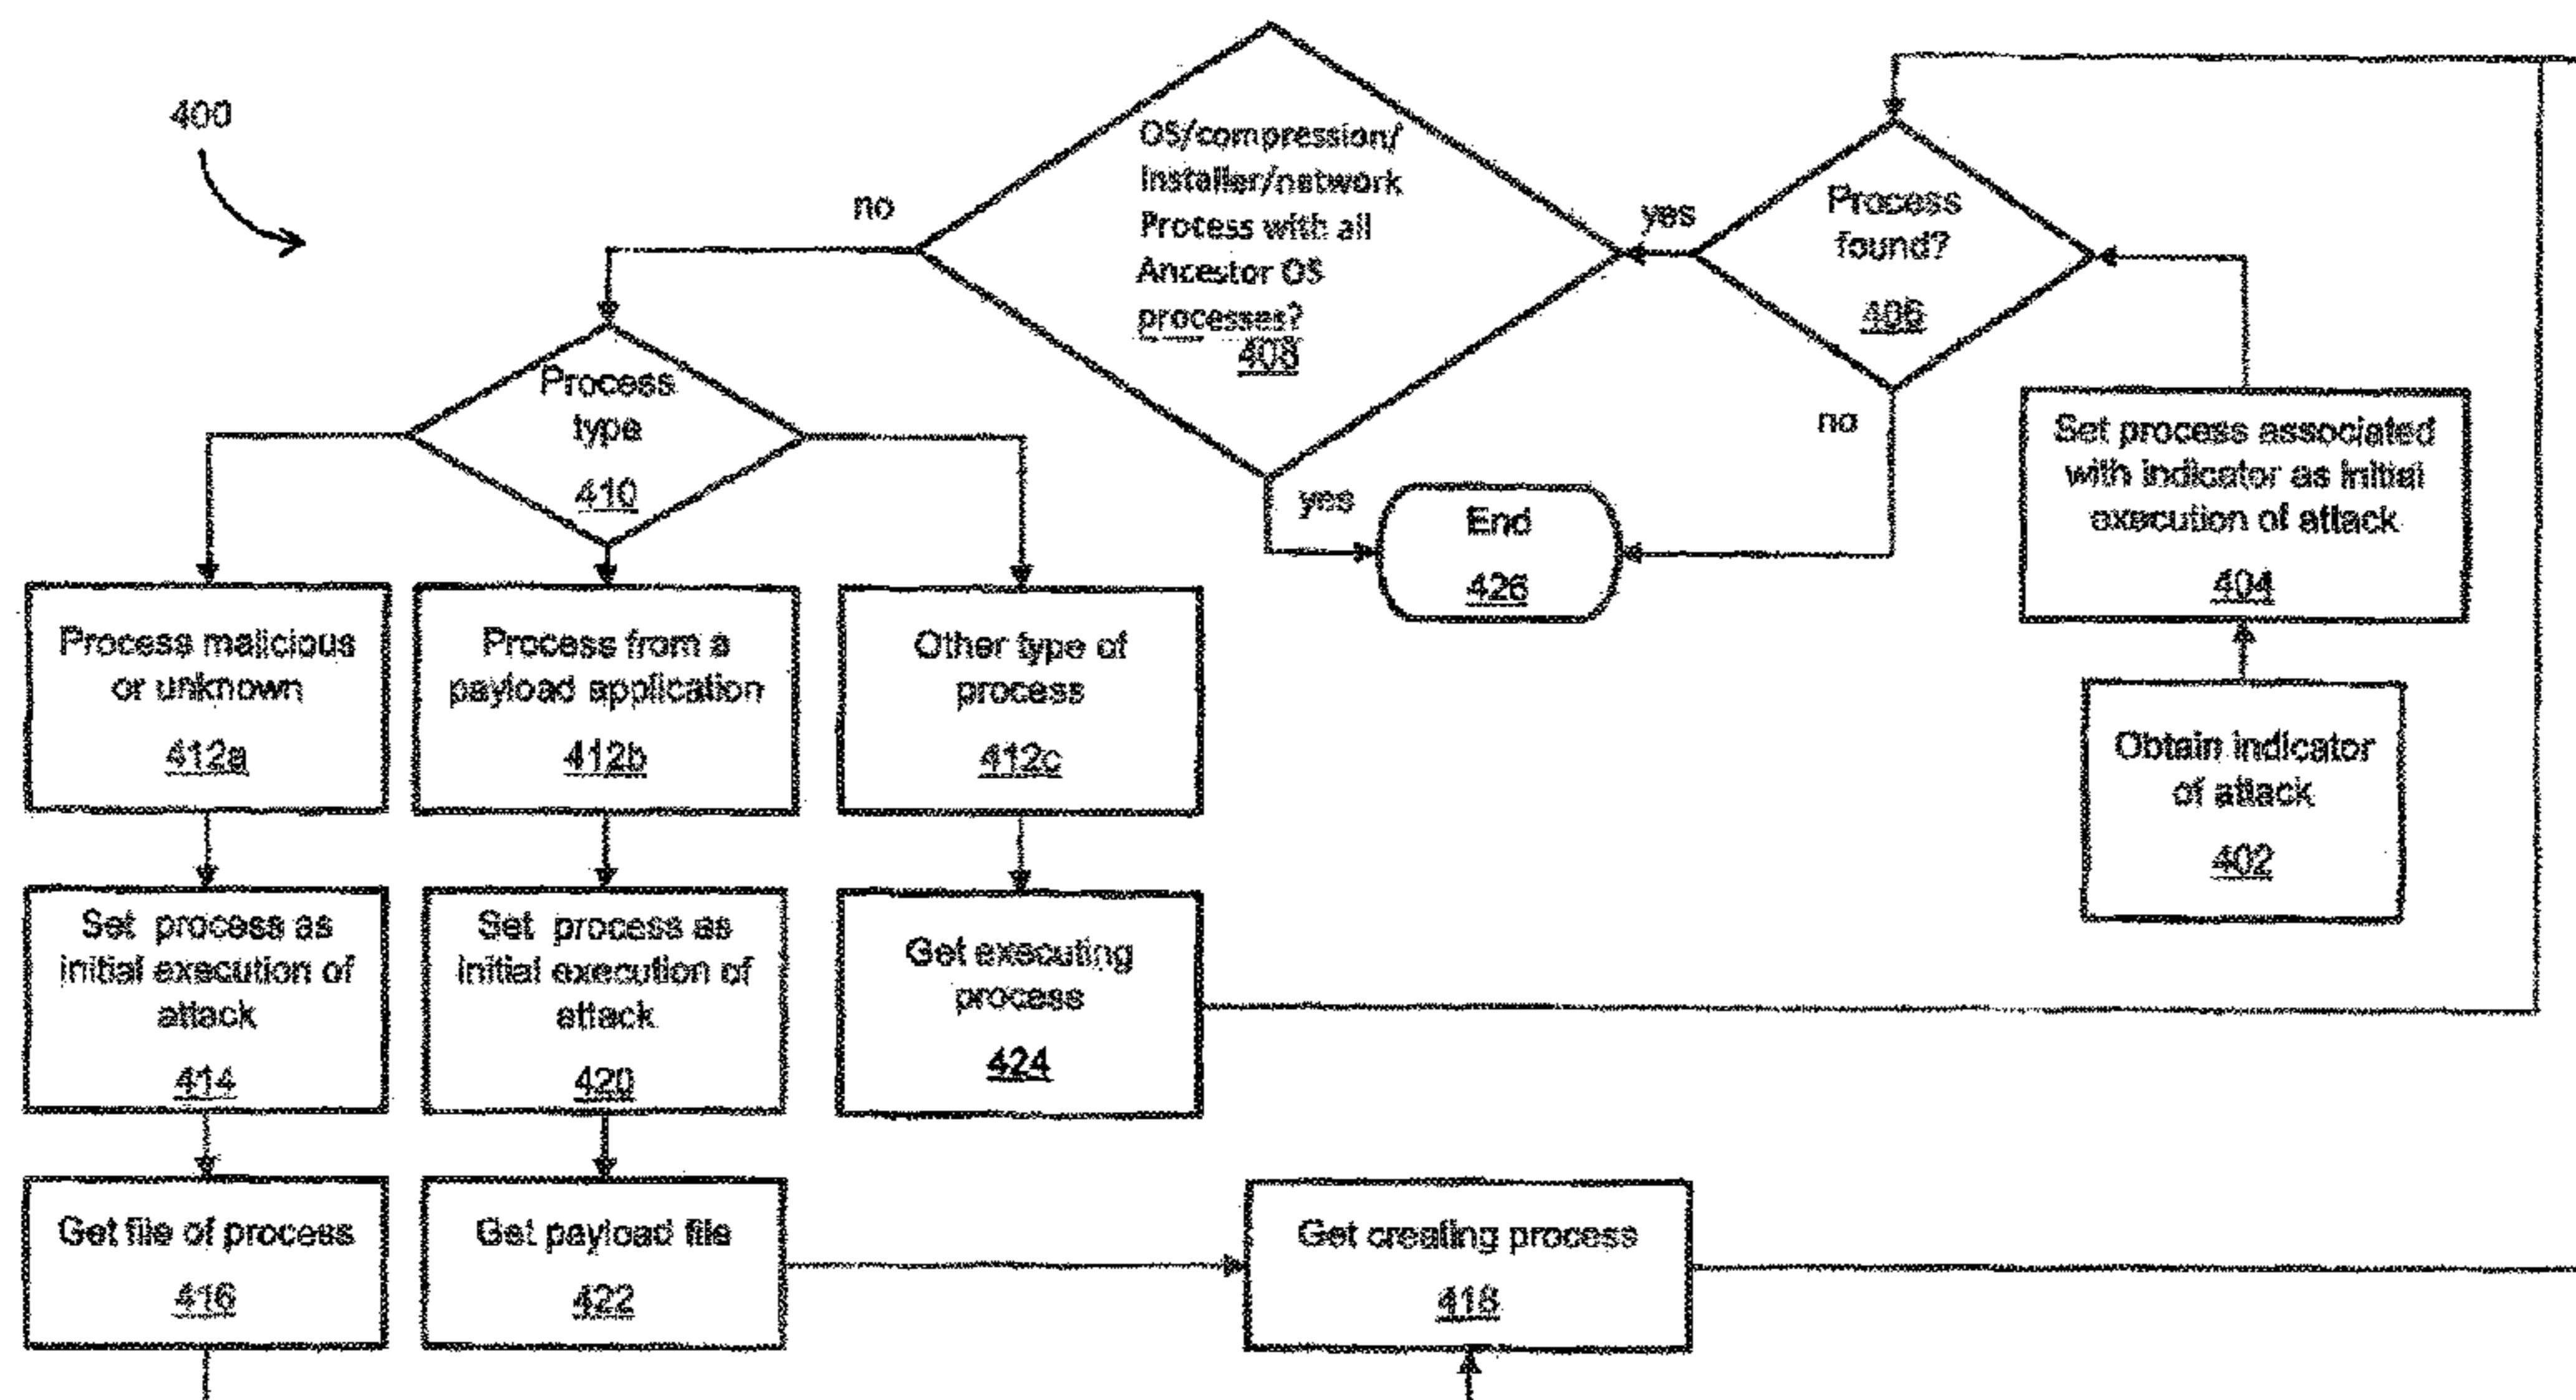 400
OS/compression/
Installer/network
Process with all
Ancestor OS
processes?
408
no
yes
Process
found?
406
yes
no
End
426
Set process associated
with indicator as initial
execution of attack
404
Obtain indicator
of attack
402
Process
type
410
Process malicious
or unknown
412a
Process from a
payload application
412b
Other type of
process
412c
Set process as
initial execution of
attack
414
Set process as
initial execution of
attack
420
Get executing
process
424
Get file of process
416
Get payload file
422
Get creating process
418